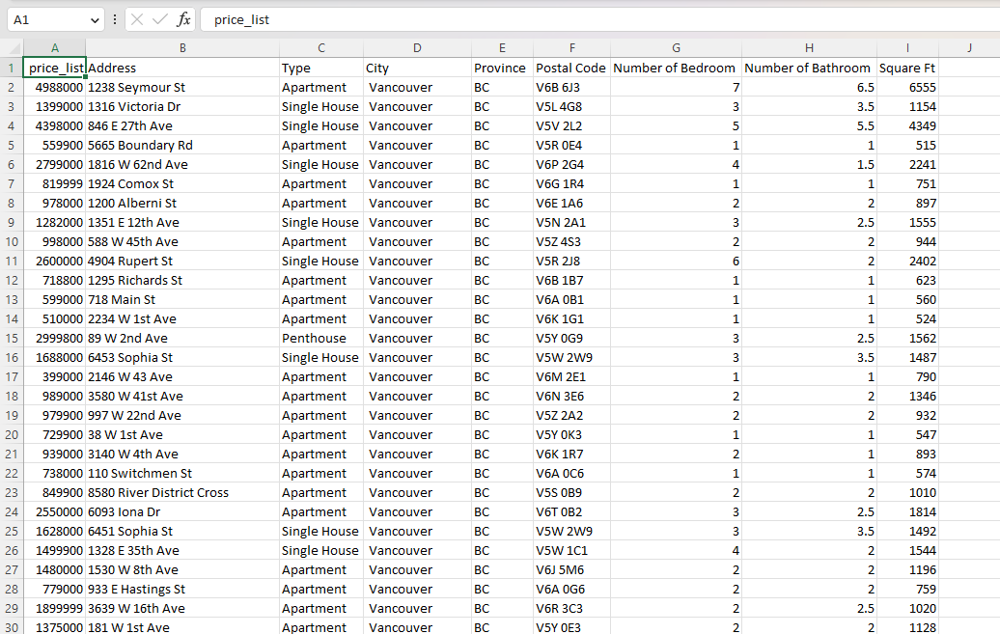 A1 fx price_list
A B C D E F G H I J
1 price_list Address Type City Province Postal Code Number of Bedroom Number of Bathroom Square Ft
2 4988000 1238 Seymour St Apartment Vancouver BC V6B 6J3 7 6.5 6555
3 1399000 1316 Victoria Dr Single House Vancouver BC V5L 4G8 3 3.5 1154
4 4398000 846 E 27th Ave Single House Vancouver BC V5V 2L2 5 5.5 4349
5 559900 5665 Boundary Rd Apartment Vancouver BC V5R 0E4 1 1 515
6 2799000 1816 W 62nd Ave Single House Vancouver BC V6P 2G4 4 1.5 2241
7 819999 1924 Comox St Apartment Vancouver BC V6G 1R4 1 1 751
8 978000 1200 Alberni St Apartment Vancouver BC V6E 1A6 2 2 897
9 1282000 1351 E 12th Ave Single House Vancouver BC V5N 2A1 3 2.5 1555
10 998000 588 W 45th Ave Apartment Vancouver BC V5Z 4S3 2 2 944
11 2600000 4904 Rupert St Single House Vancouver BC V5R 2J8 6 2 2402
12 718800 1295 Richards St Apartment Vancouver BC V6B 1B7 1 1 623
13 599000 718 Main St Apartment Vancouver BC V6A 0B1 1 1 560
14 510000 2234 W 1st Ave Apartment Vancouver BC V6K 1G1 1 1 524
15 2999800 89 W 2nd Ave Penthouse Vancouver BC V5Y 0G9 3 2.5 1562
16 1688000 6453 Sophia St Single House Vancouver BC V5W 2W9 3 3.5 1487
17 399000 2146 W 43 Ave Apartment Vancouver BC V6M 2E1 1 1 790
18 989000 3580 W 41st Ave Apartment Vancouver BC V6N 3E6 2 2 1346
19 979900 997 W 22nd Ave Apartment Vancouver BC V5Z 2A2 2 2 932
20 729900 38 W 1st Ave Apartment Vancouver BC V5Y 0K3 1 1 547
21 939000 3140 W 4th Ave Apartment Vancouver BC V6K 1R7 2 1 893
22 738000 110 Switchmen St Apartment Vancouver BC V6A 0C6 1 1 574
23 849900 8580 River District Cross Apartment Vancouver BC V5S 0B9 2 2 1010
24 2550000 6093 Iona Dr Apartment Vancouver BC V6T 0B2 3 2.5 1814
25 1628000 6451 Sophia St Single House Vancouver BC V5W 2W9 3 3.5 1492
26 1499900 1328 E 35th Ave Single House Vancouver BC V5W 1C1 4 2 1544
27 1480000 1530 W 8th Ave Apartment Vancouver BC V6J 5M6 2 2 1196
28 779000 933 E Hastings St Apartment Vancouver BC V6A 0G6 2 2 759
29 1899999 3639 W 16th Ave Apartment Vancouver BC V6R 3C3 2 2.5 1020
30 1375000 181 W 1st Ave Apartment Vancouver BC V5Y 0E3 2 2 1128